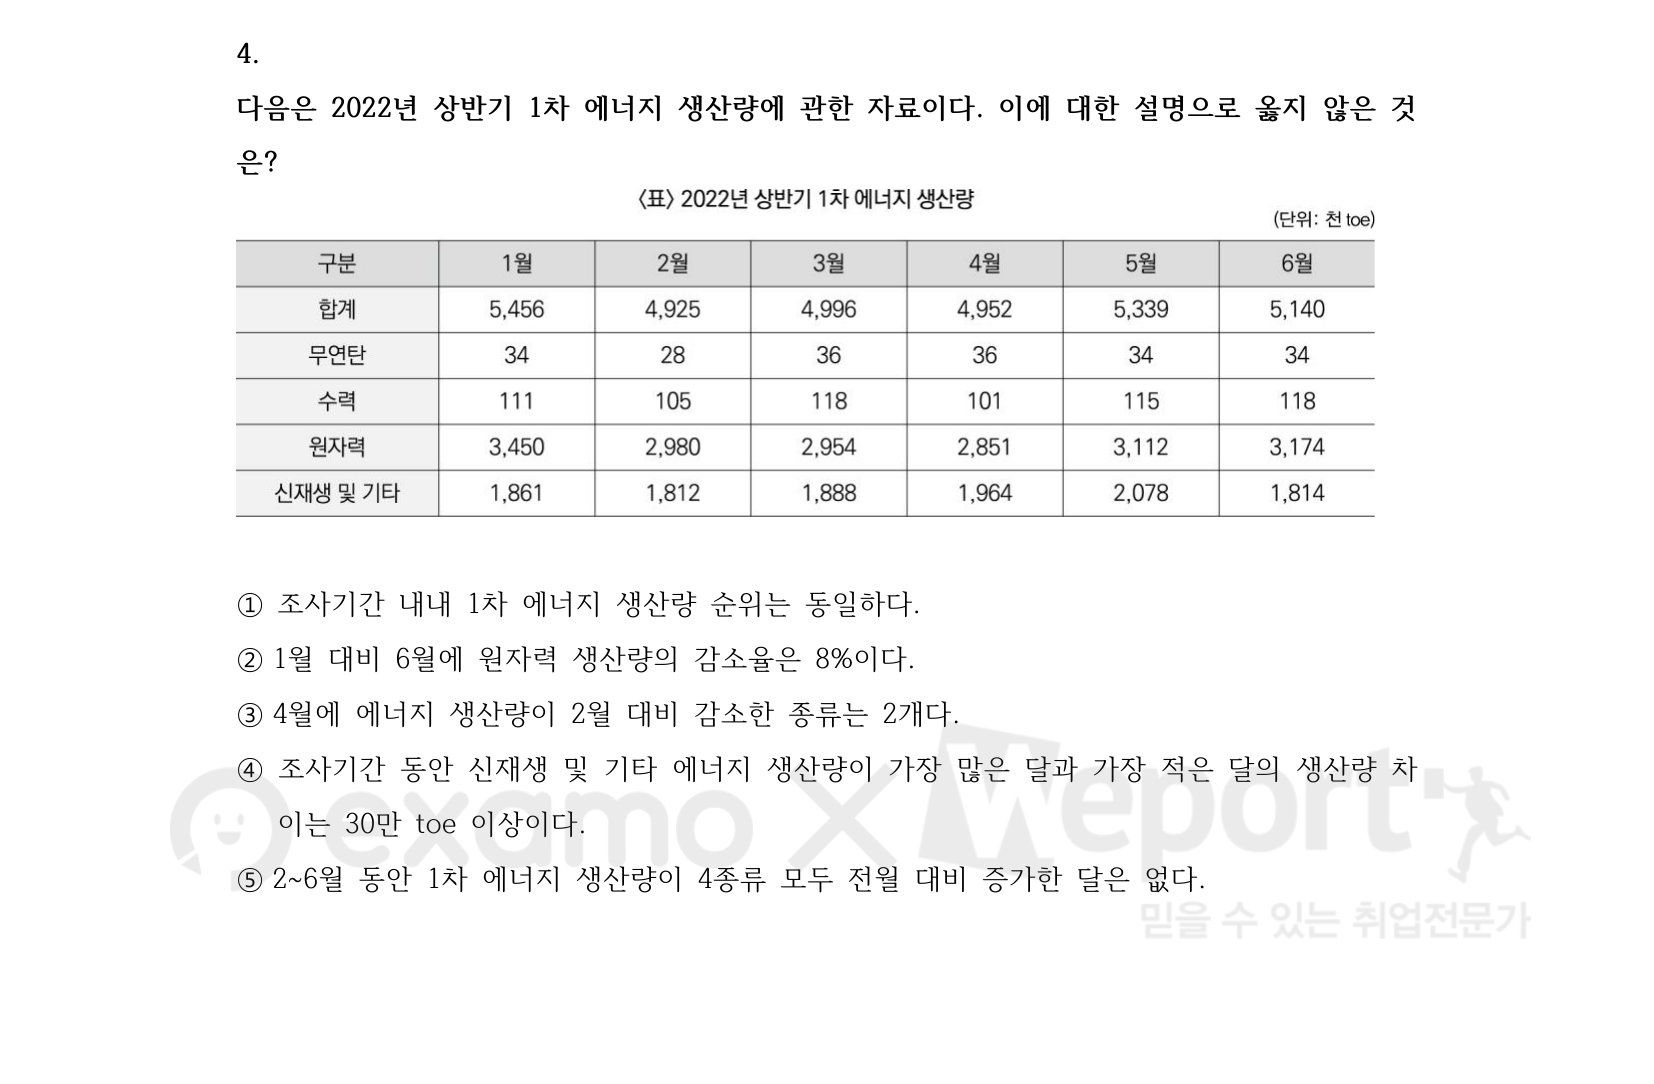 4.
다음은 2022년 상반기 1차 에너지 생산량에 관한 자료이다. 이에 대한 설명으로 옳지 않은 것
은?
〈표〉 2022년 상반기 1차 에너지 생산량
(단위: 천 toe)
구분 1월 2월 3월 4월 5월 6월
합계 5,456 4,925 4,996 4,952 5,339 5,140
무연탄 34 28 36 36 34 34
수력 111 105 118 101 115 118
원자력 3,450 2,980 2,954 2,851 3,112 3,174
신재생 및 기타 1,861 1,812 1,888 1,964 2,078 1,814
① 조사기간 내내 1차 에너지 생산량 순위는 동일하다.
② 1월 대비 6월에 원자력 생산량의 감소율은 8%이다.
③ 4월에 에너지 생산량이 2월 대비 감소한 종류는 2개다.
④ 조사기간 동안 신재생 및 기타 에너지 생산량이 가장 많은 달과 가장 적은 달의 생산량 차
이는 30만 toe 이상이다.
⑤ 2~6월 동안 1차 에너지 생산량이 4종류 모두 전월 대비 증가한 달은 없다.
examo X Weport
믿을 수 있는 취업전문가